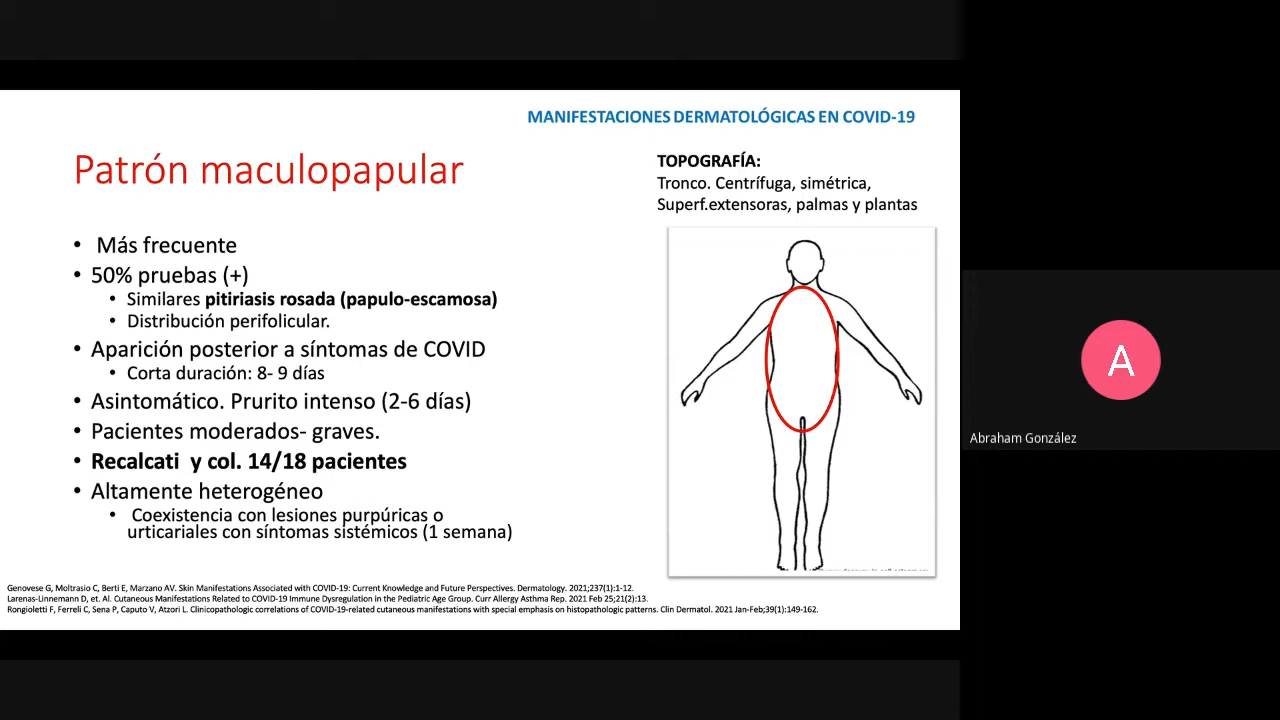 MANIFESTACIONES DERMATOLÓGICAS EN COVID-19
Patrón maculopapular
TOPOGRAFÍA:
Tronco. Centrífuga, simétrica,
Superf.extensoras, palmas y plantas
• Más frecuente
• 50% pruebas (+)
• Similares pitiriasis rosada (papulo-escamosa)
• Distribución perifolicular.
• Aparición posterior a síntomas de COVID
• Corta duración: 8- 9 días
• Asintomático. Prurito intenso (2-6 días)
• Pacientes moderados- graves.
• Recalcati y col. 14/18 pacientes
• Altamente heterogéneo
• Coexistencia con lesiones purpúricas o
urticariales con síntomas sistémicos (1 semana)
Genovese G, Moltrasio C, Berti E, Marzano AV. Skin Manifestations Associated with COVID-19: Current Knowledge and Future Perspectives. Dermatology. 2021;237(1):1-12.
Larenas-Linnemann D, et. Al. Cutaneous Manifestations Related to COVID-19 Immune Dysregulation in the Pediatric Age Group. Curr Allergy Asthma Rep. 2021 Feb 25;21(2):13.
Rongioletti F, Ferreli C, Sena P, Caputo V, Atzori L. Clinicopathologic correlations of COVID-19-related cutaneous manifestations with special emphasis on histopathologic patterns. Clin Dermatol. 2021 Jan-Feb;39(1):149-162.
A
Abraham González